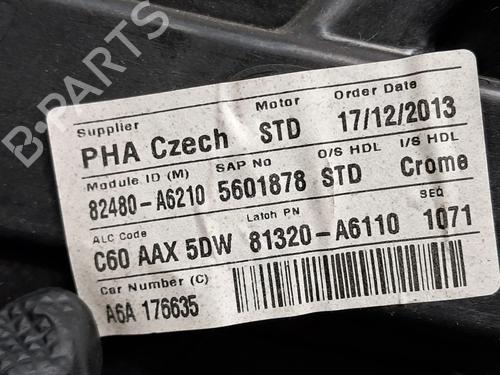 B-PARTS
Supplier Motor Order Date
PHA Czech STD 17/12/2013
Module ID (M) SAP No O/S HDL I/S HDL
82480-A6210 5601878 STD Crome
ALC Code Latch PN SEQ
C60 AAX 5DW 81320-A6110 1071
Car Number (C)
A6A 176635